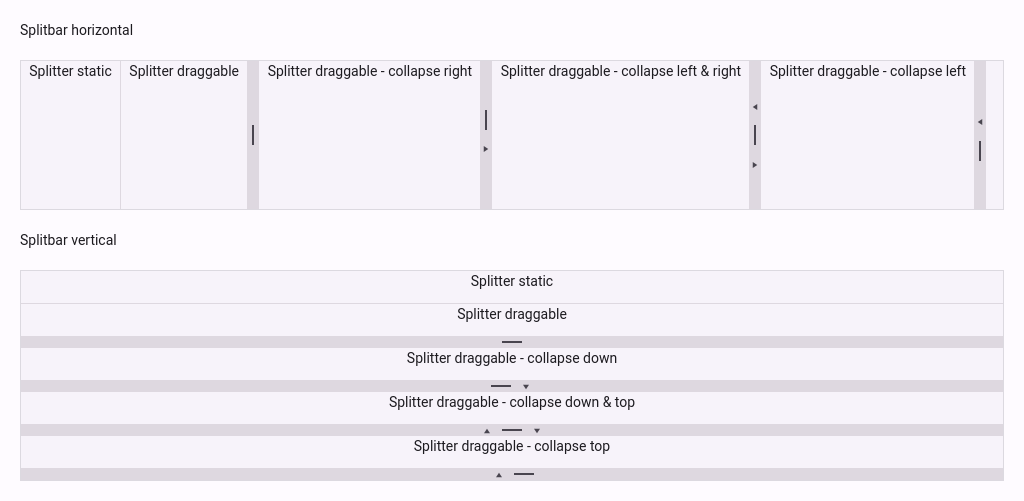 Splitbar horizontal
Splitter static
Splitter draggable
Splitter draggable - collapse right
Splitter draggable - collapse left & right
Splitter draggable - collapse left
Splitbar vertical
Splitter static
Splitter draggable
Splitter draggable - collapse down
Splitter draggable - collapse down & top
Splitter draggable - collapse top